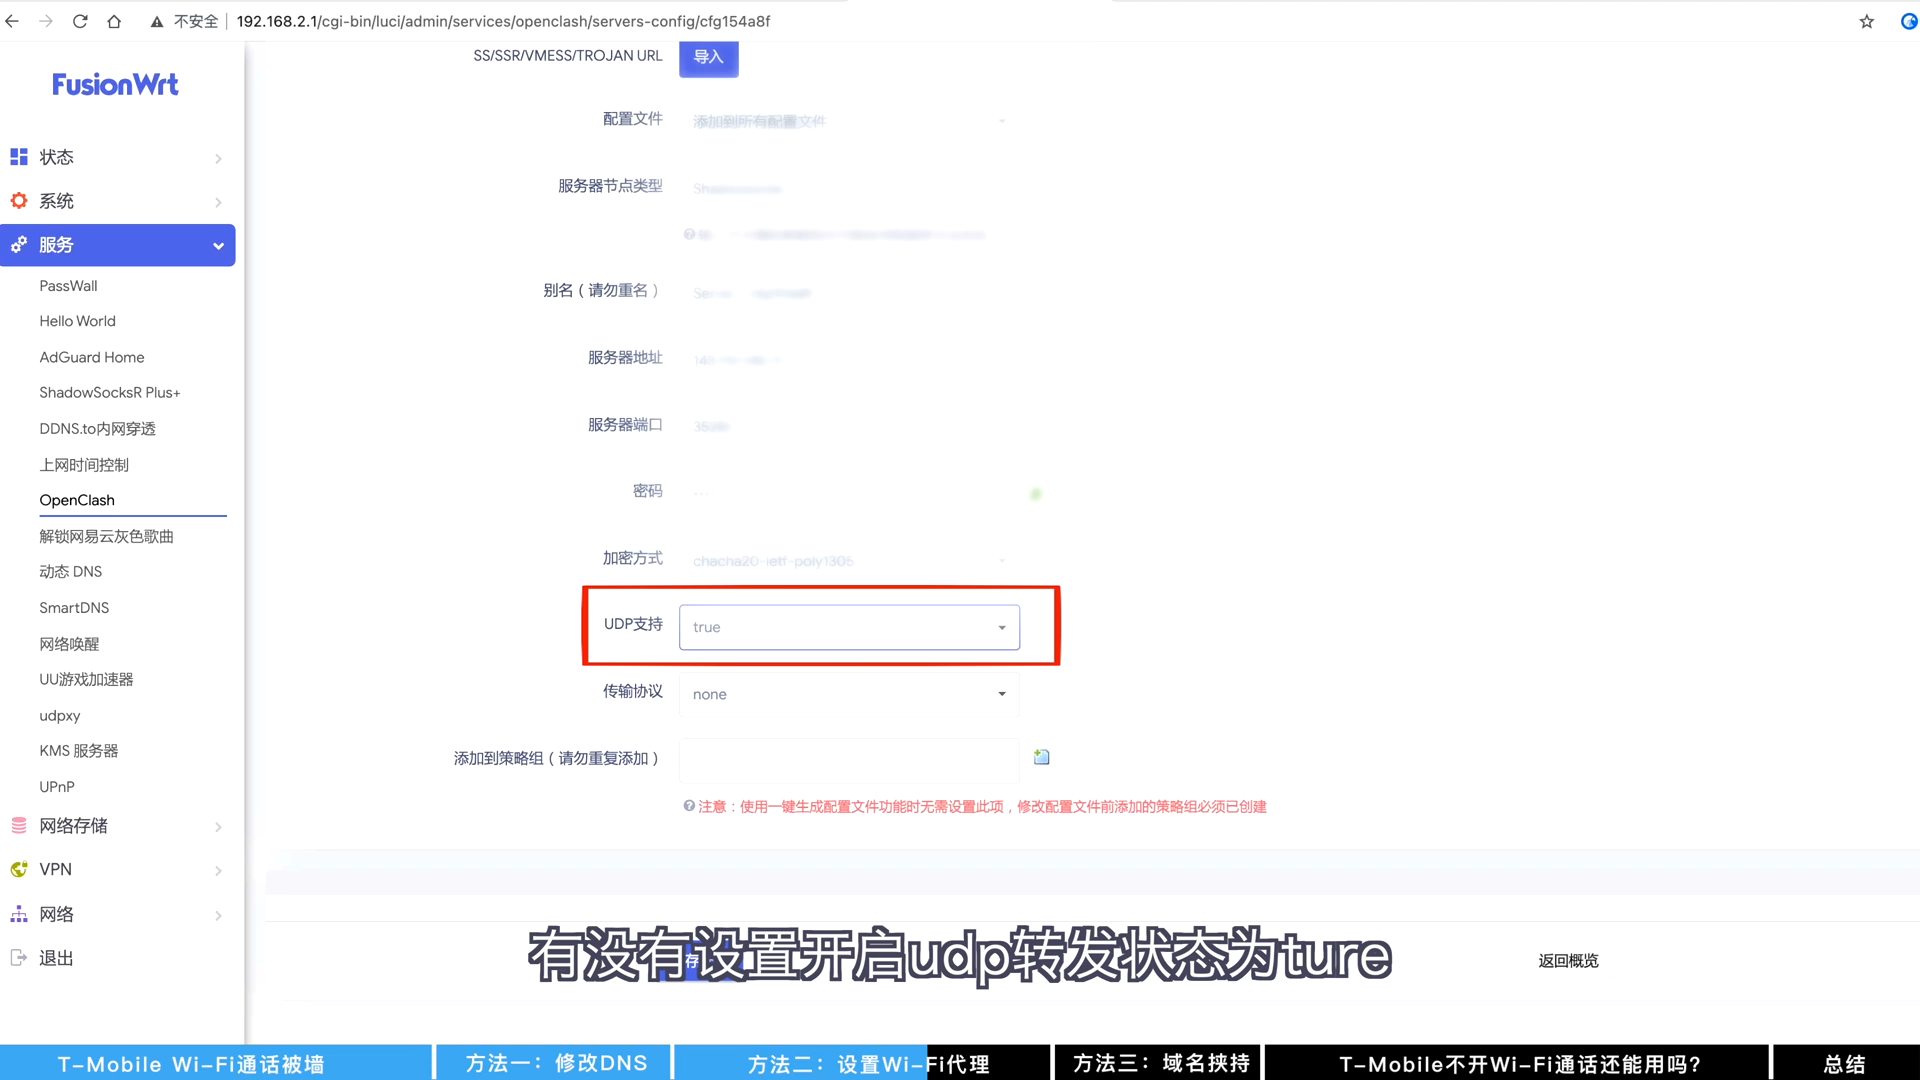 不安全 192.168.2.1/cgi-bin/luci/admin/services/openclash/servers-config/cfg154a8f
FusionWrt
状态
系统
服务
PassWall
Hello World
AdGuard Home
ShadowSocksR Plus+
DDNS.to内网穿透
上网时间控制
OpenClash
解锁网易云灰色歌曲
动态 DNS
SmartDNS
网络唤醒
UU游戏加速器
udpxy
KMS 服务器
UPnP
网络存储
VPN
网络
退出
SS/SSR/VMESS/TROJAN URL 导入
配置文件 添加到所有配置文件
服务器节点类型
别名（请勿重名）
服务器地址
服务器端口
密码
加密方式 chacha20-ietf-poly1305
UDP支持 true
传输协议 none
添加到策略组（请勿重复添加）
注意：使用一键生成配置文件功能时无需设置此项，修改配置文件前添加的策略组必须已创建
存
返回概览
有没有设置开启udp转发状态为ture
T-Mobile Wi-Fi通话被墙 方法一：修改DNS 方法二：设置Wi-Fi代理 方法三：域名挟持 T-Mobile不开Wi-Fi通话还能用吗？ 总结